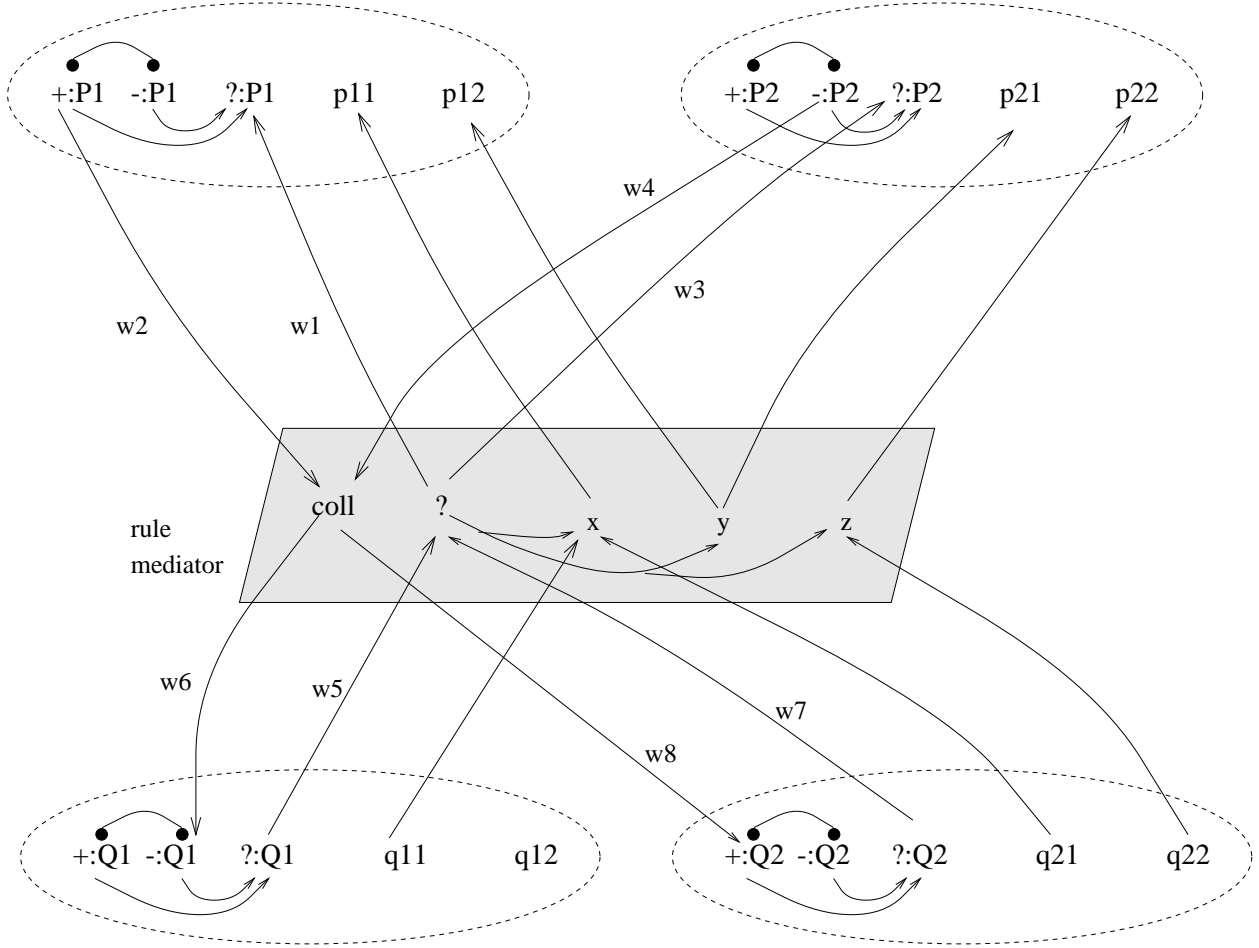 +:P1 -:P1 ?:P1 p11 p12 +:P2 -:P2 ?:P2 p21 p22
w4
w3
w2 w1
coll ? x y z
rule
mediator
w6 w5
w7
w8
+:Q1 -:Q1 ?:Q1 q11 q12 +:Q2 -:Q2 ?:Q2 q21 q22